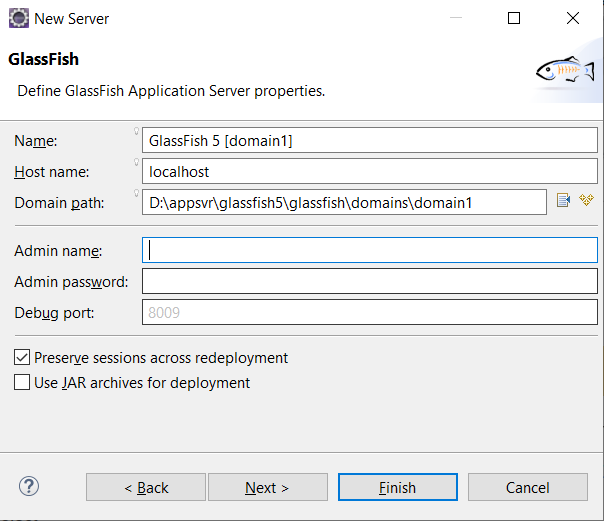 New Server
GlassFish
Define GlassFish Application Server properties.
Name: GlassFish 5 [domain1]
Host name: localhost
Domain path: D:\appsvr\glassfish5\glassfish\domains\domain1
Admin name:
Admin password:
Debug port: 8009
Preserve sessions across redeployment
Use JAR archives for deployment
? < Back Next > Finish Cancel